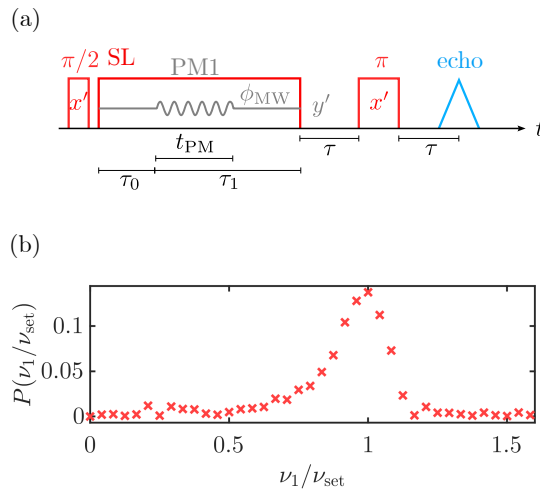 (a)
π/2 SL PM1 π echo
x′ ϕMW y′ x′
t
tPM τ τ
τ0 τ1
(b)
P(ν1/νset)
0.1
0.05
0
0 0.5 1 1.5
ν1/νset